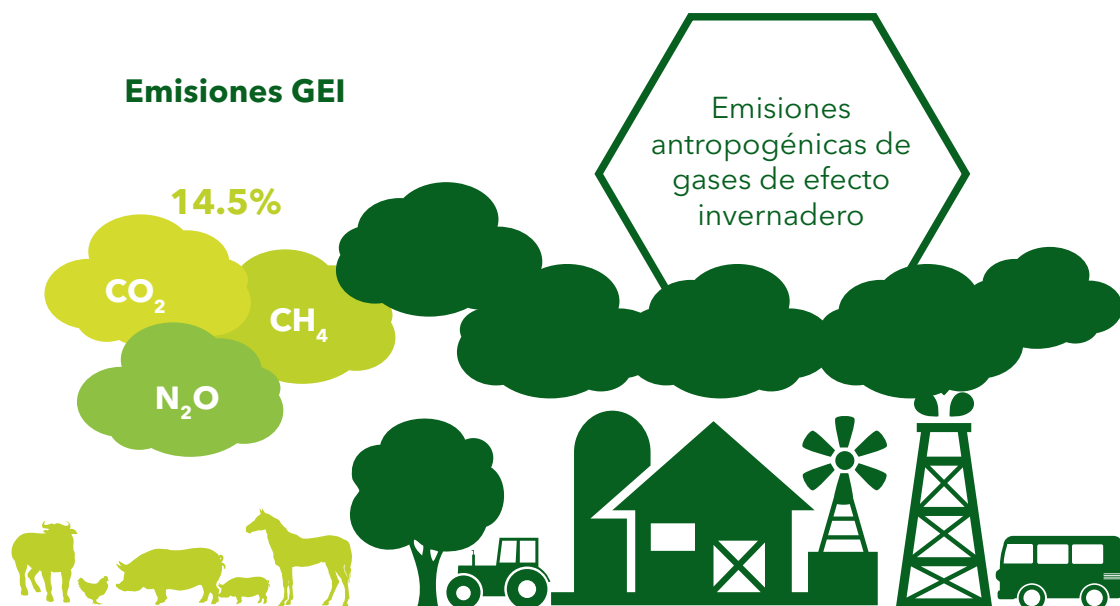 Emisiones GEI
14.5%
CO₂
CH₄
N₂O
Emisiones
antropogénicas de
gases de efecto
invernadero